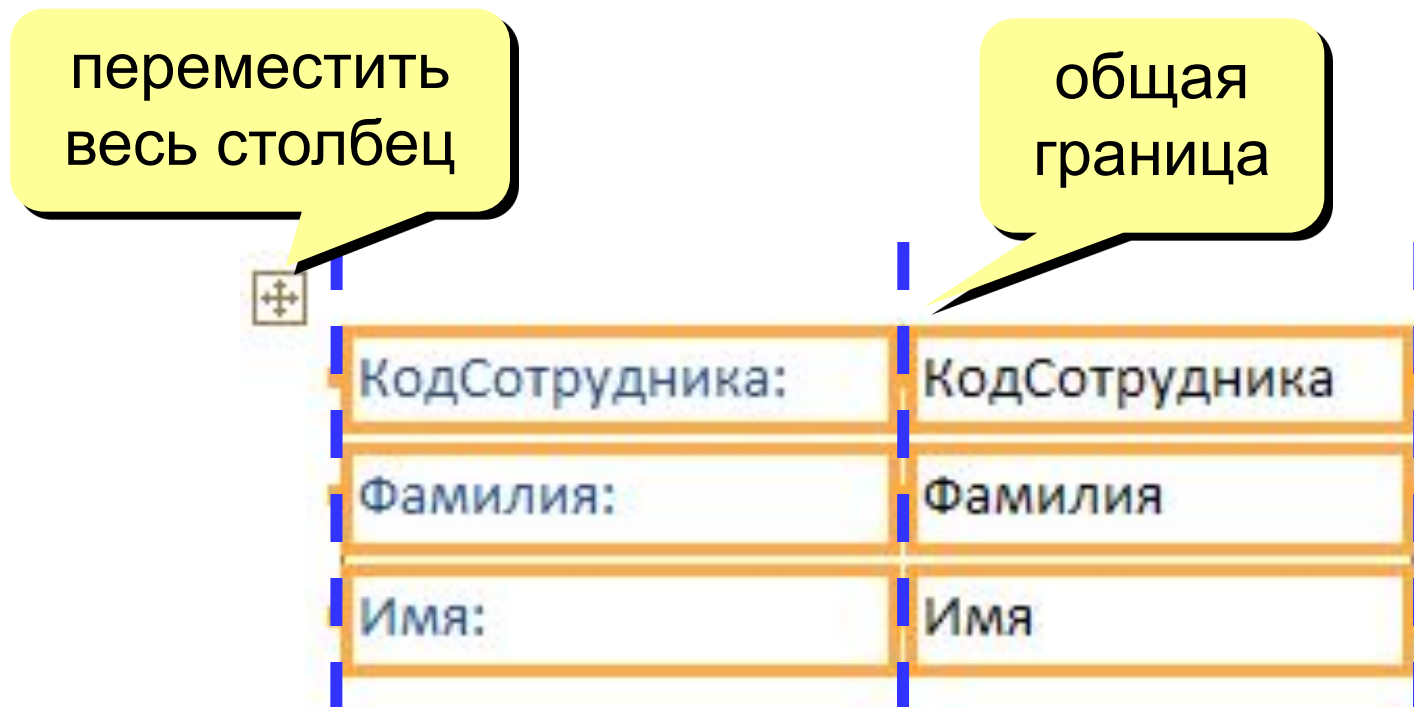 переместить
весь столбец
общая
граница
КодСотрудника: КодСотрудника
Фамилия: Фамилия
Имя: Имя